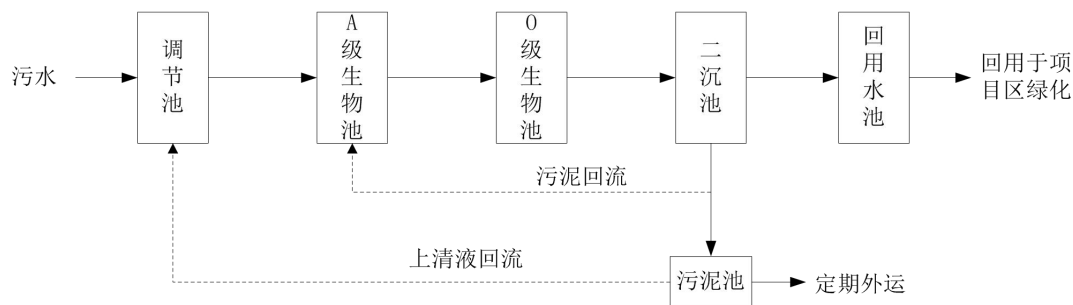 污水
调节池
A级生物池
O级生物池
二沉池
回用水池
回用于项
目区绿化
污泥回流
上清液回流
污泥池
定期外运